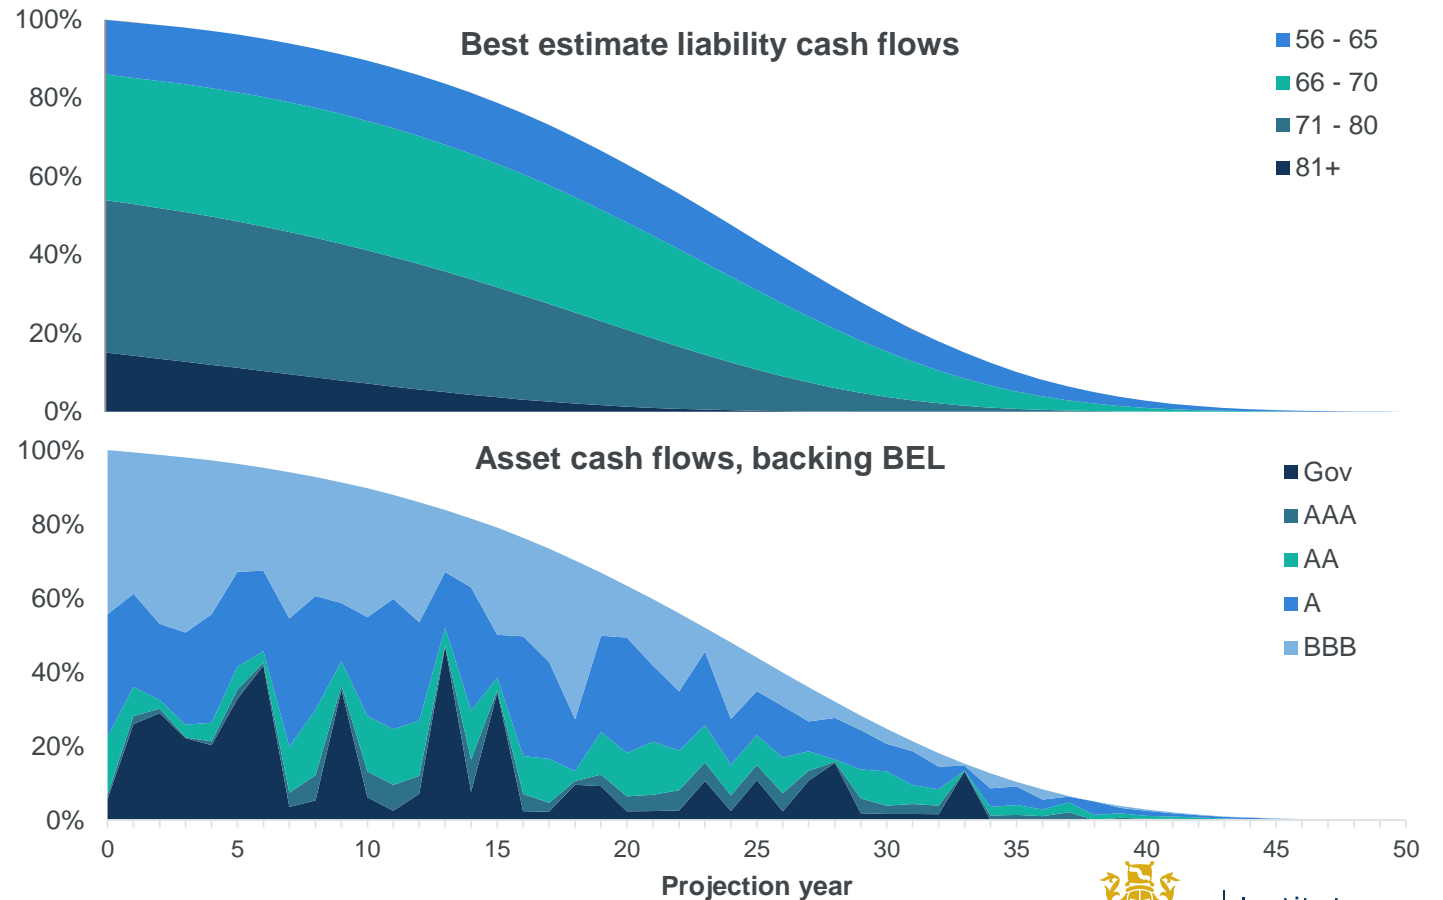 Best estimate liability cash flows
100%
80%
60%
40%
20%
0%
56 - 65
66 - 70
71 - 80
81+
Asset cash flows, backing BEL
100%
80%
60%
40%
20%
0%
Gov
AAA
AA
A
BBB
0 5 10 15 20 25 30 35 40 45 50
Projection year